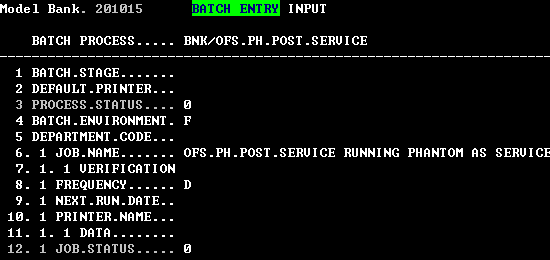 Model Bank. 201015 BATCH ENTRY INPUT
BATCH PROCESS..... BNK/OFS.PH.POST.SERVICE
1 BATCH.STAGE.......
2 DEFAULT.PRINTER...
3 PROCESS.STATUS.... 0
4 BATCH.ENVIRONMENT. F
5 DEPARTMENT.CODE...
6. 1 JOB.NAME....... OFS.PH.POST.SERVICE RUNNING PHANTOM AS SERVICE
7. 1. 1 VERIFICATION
8. 1 FREQUENCY...... D
9. 1 NEXT.RUN.DATE..
10. 1 PRINTER.NAME...
11. 1. 1 DATA........
12. 1 JOB.STATUS..... 0